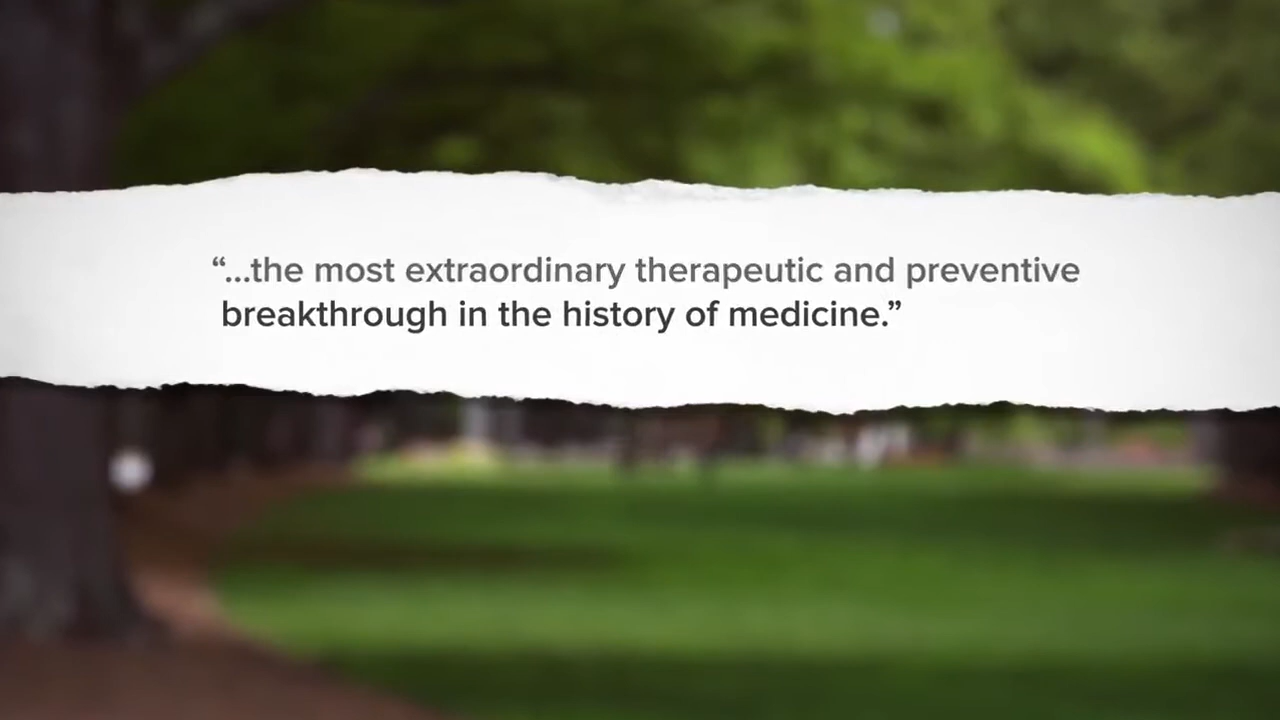 “...the most extraordinary therapeutic and preventive
breakthrough in the history of medicine.”